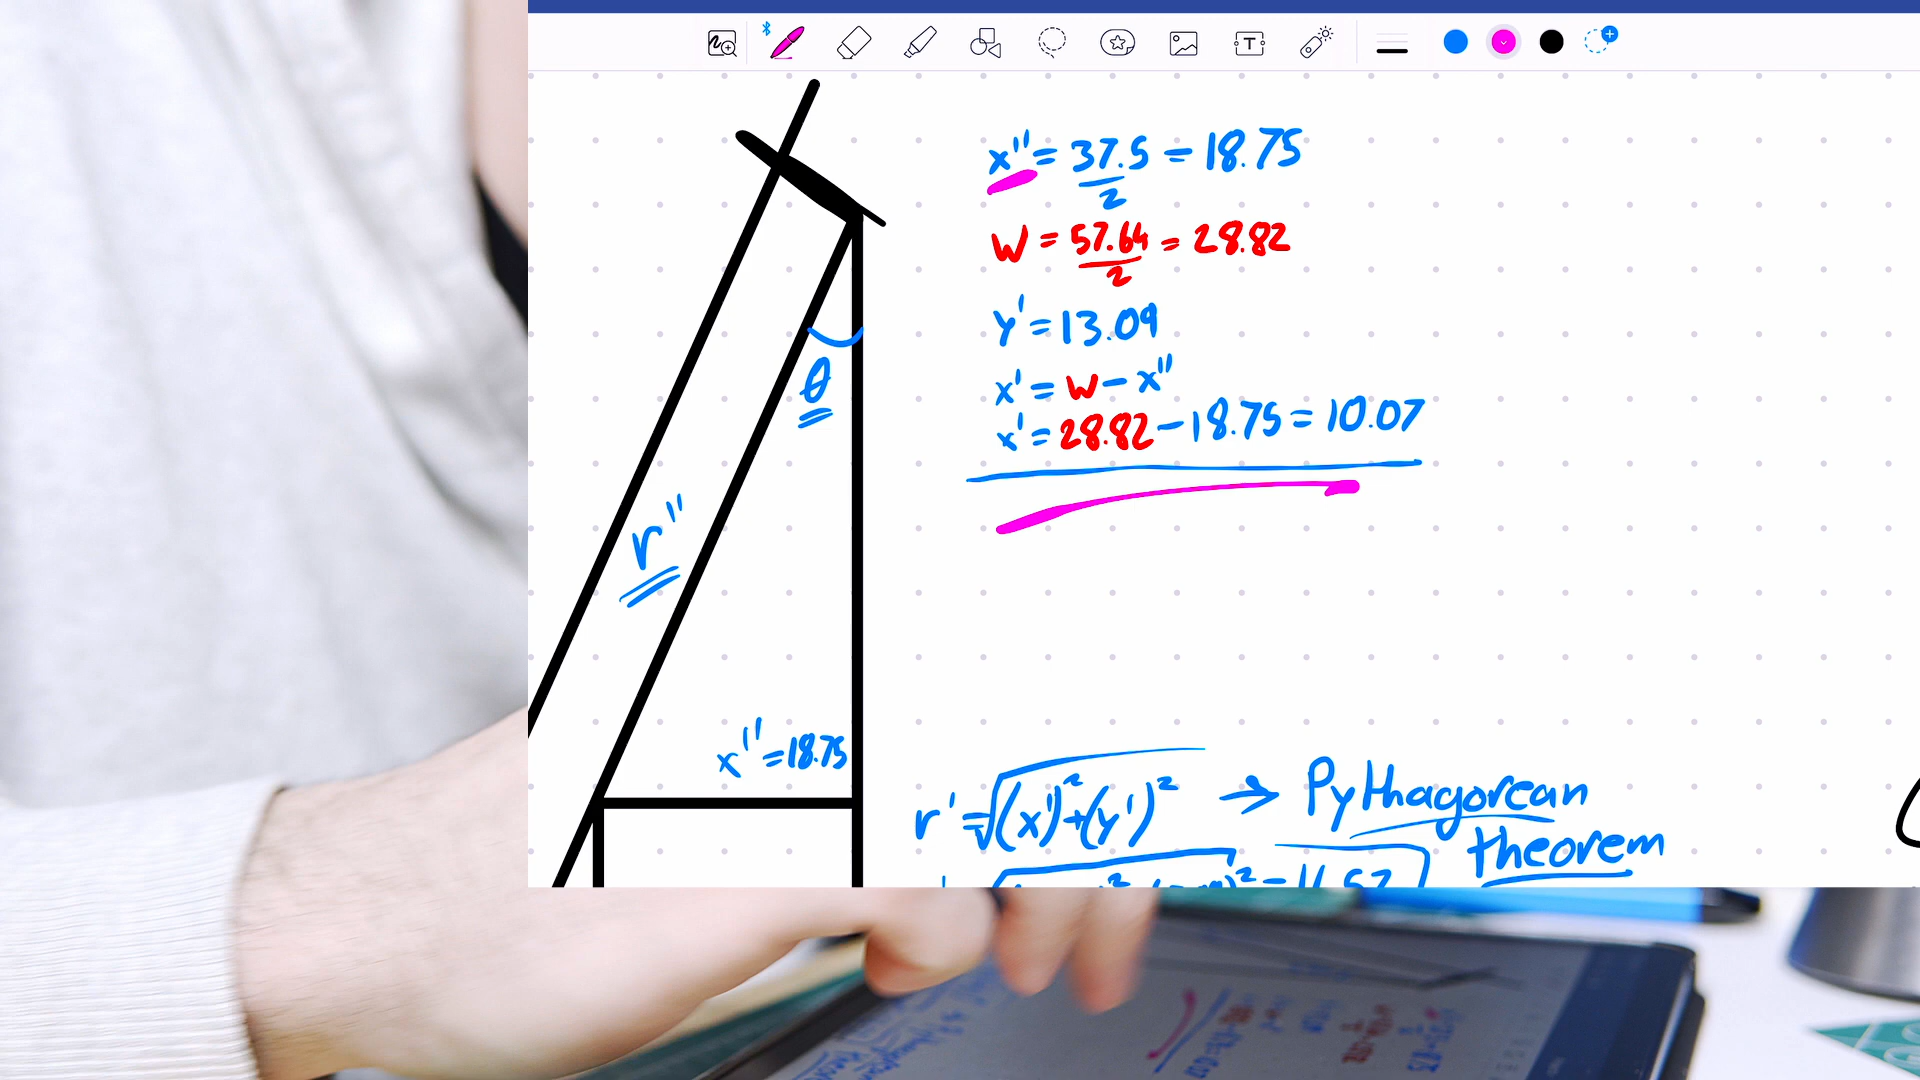 x'' = 37.5/2 = 18.75
W = 57.64/2 = 28.82
y' = 13.09
x' = W - x''
x' = 28.82 - 18.75 = 10.07
θ
r''
x'' = 18.75
r' = √(x')² + (y')² → Pythagorean
theorem